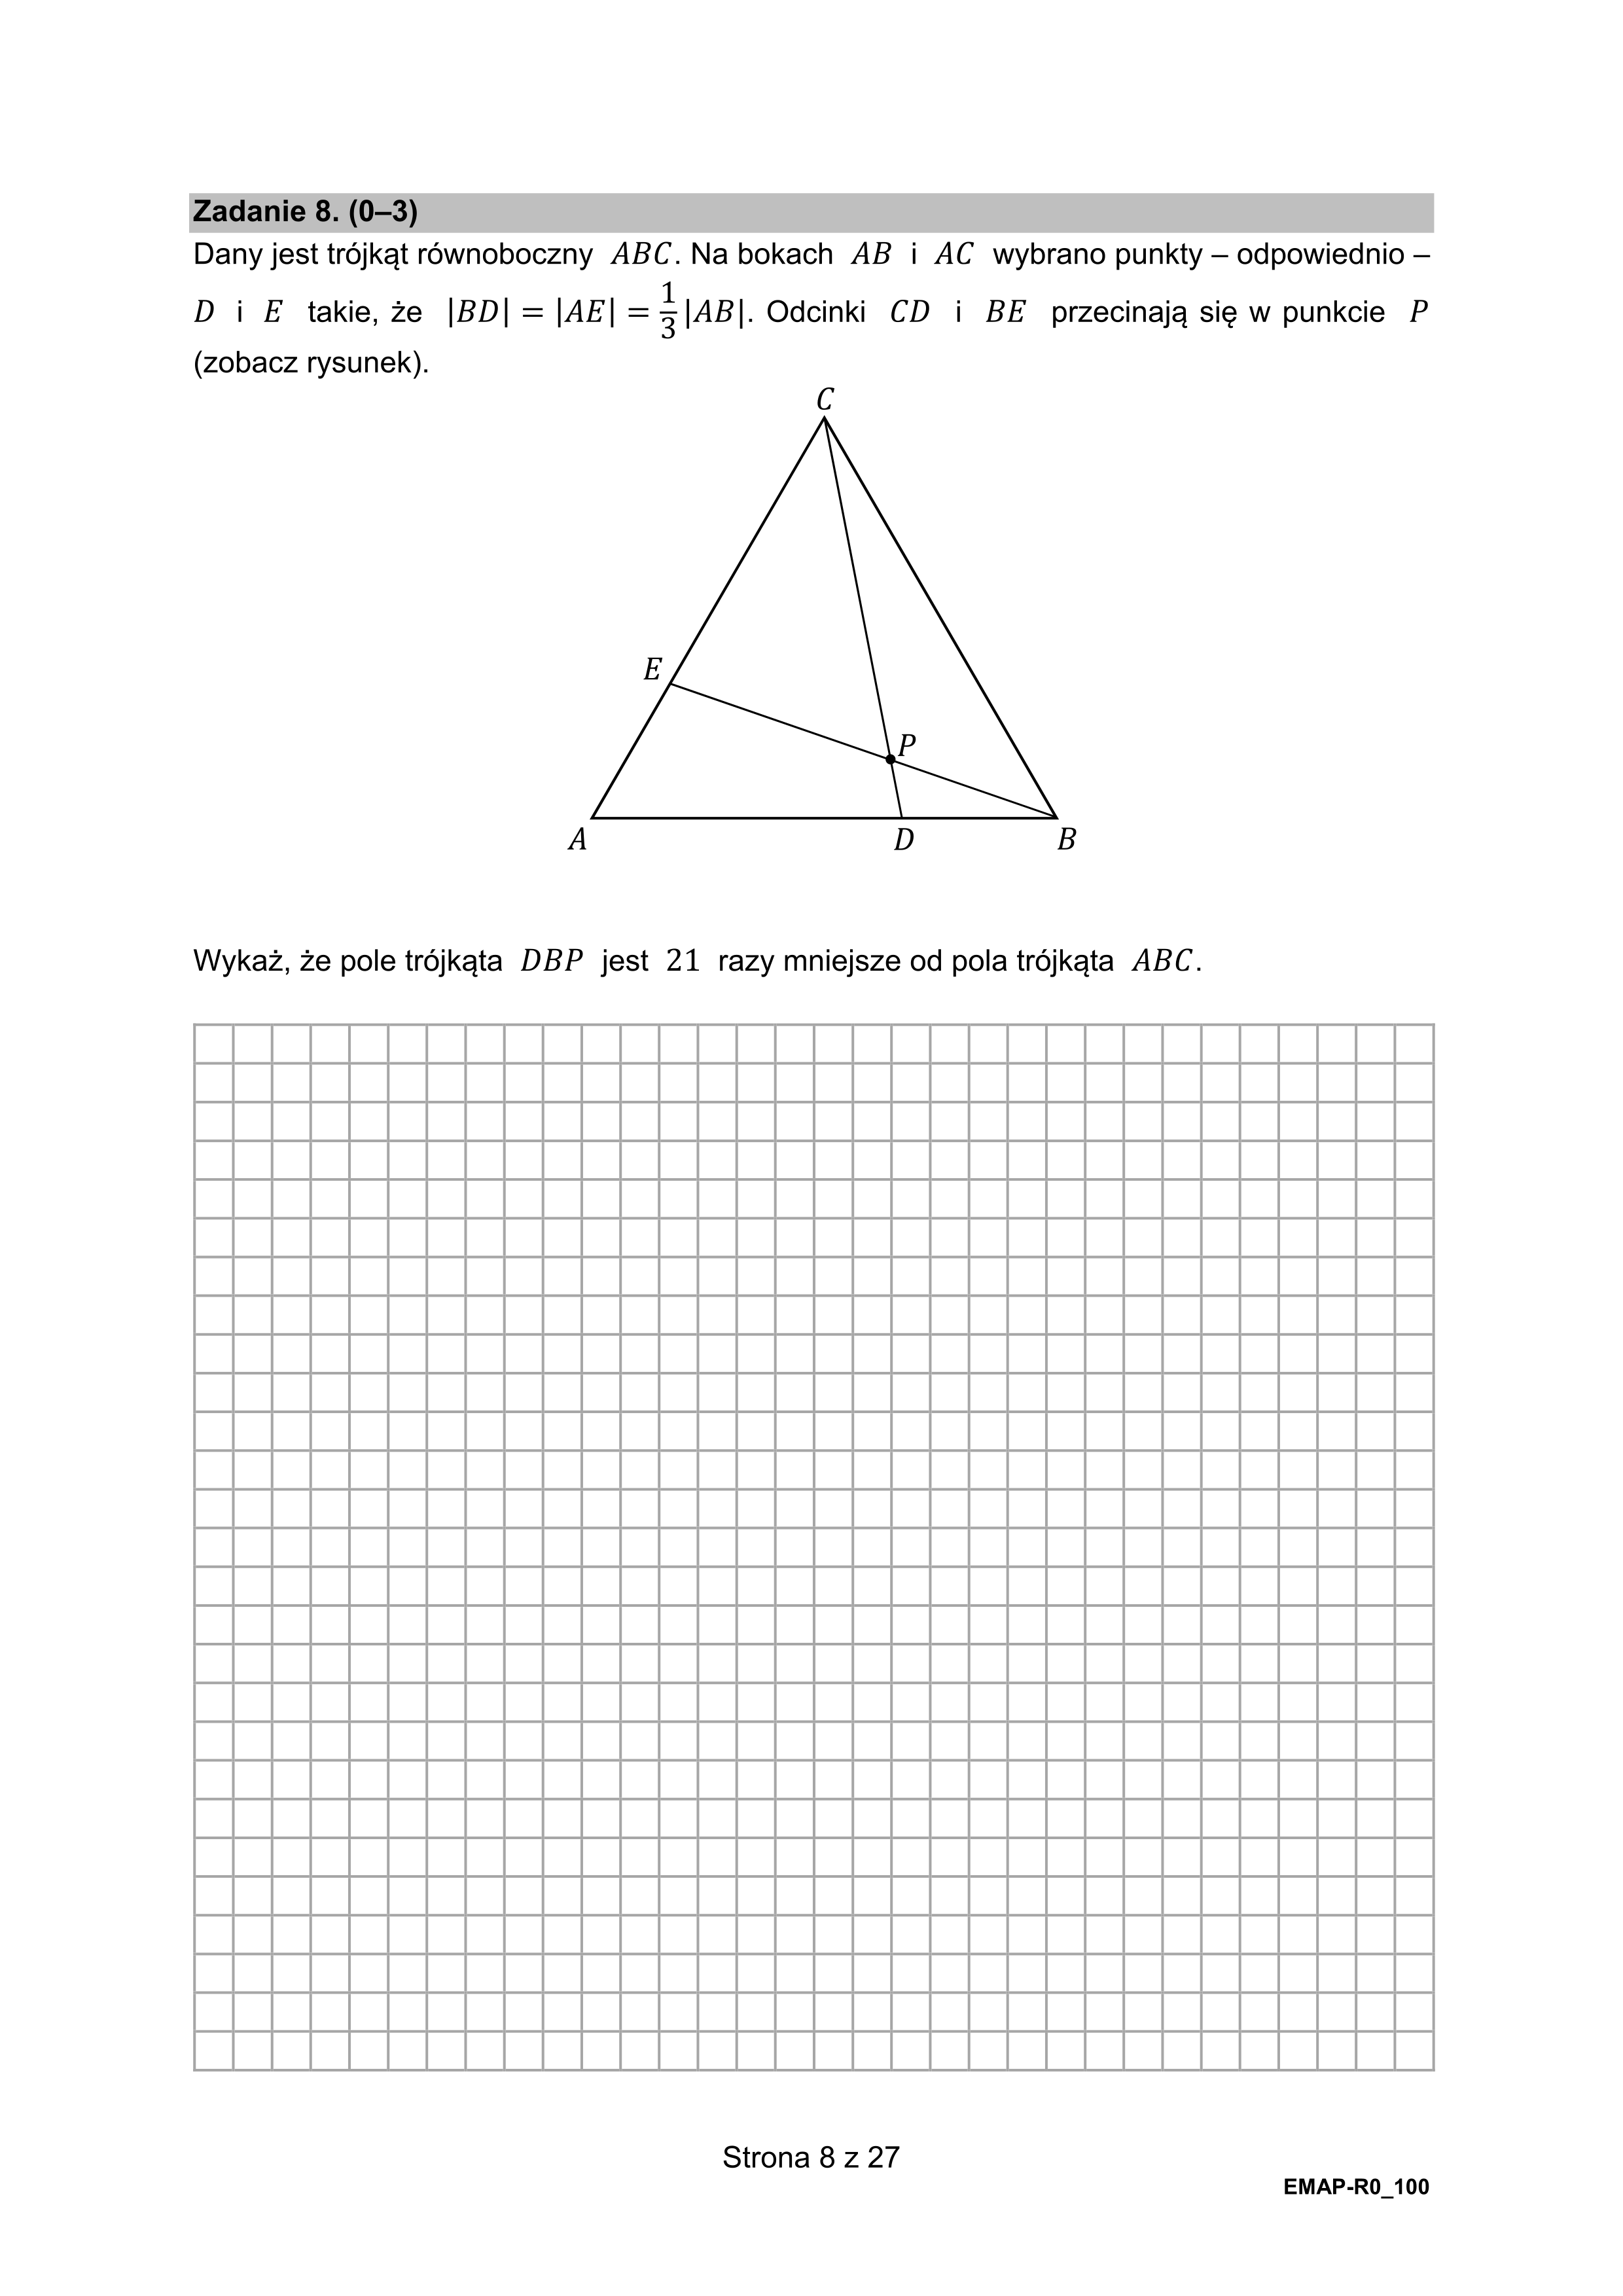 Zadanie 8. (0–3)
Dany jest trójkąt równoboczny ABC. Na bokach AB i AC wybrano punkty – odpowiednio –
D i E takie, że |BD| = |AE| = 1/3 |AB|. Odcinki CD i BE przecinają się w punkcie P
(zobacz rysunek).
C
E
P
A
D
B
Wykaż, że pole trójkąta DBP jest 21 razy mniejsze od pola trójkąta ABC.
Strona 8 z 27
EMAP-R0_100